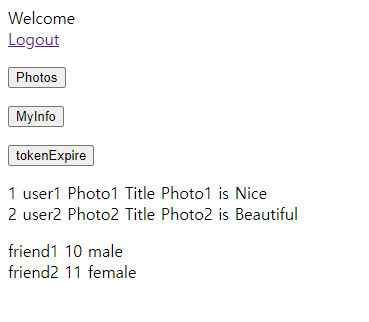 Welcome
Logout
Photos
MyInfo
tokenExpire
1 user1 Photo1 Title Photo1 is Nice
2 user2 Photo2 Title Photo2 is Beautiful
friend1 10 male
friend2 11 female